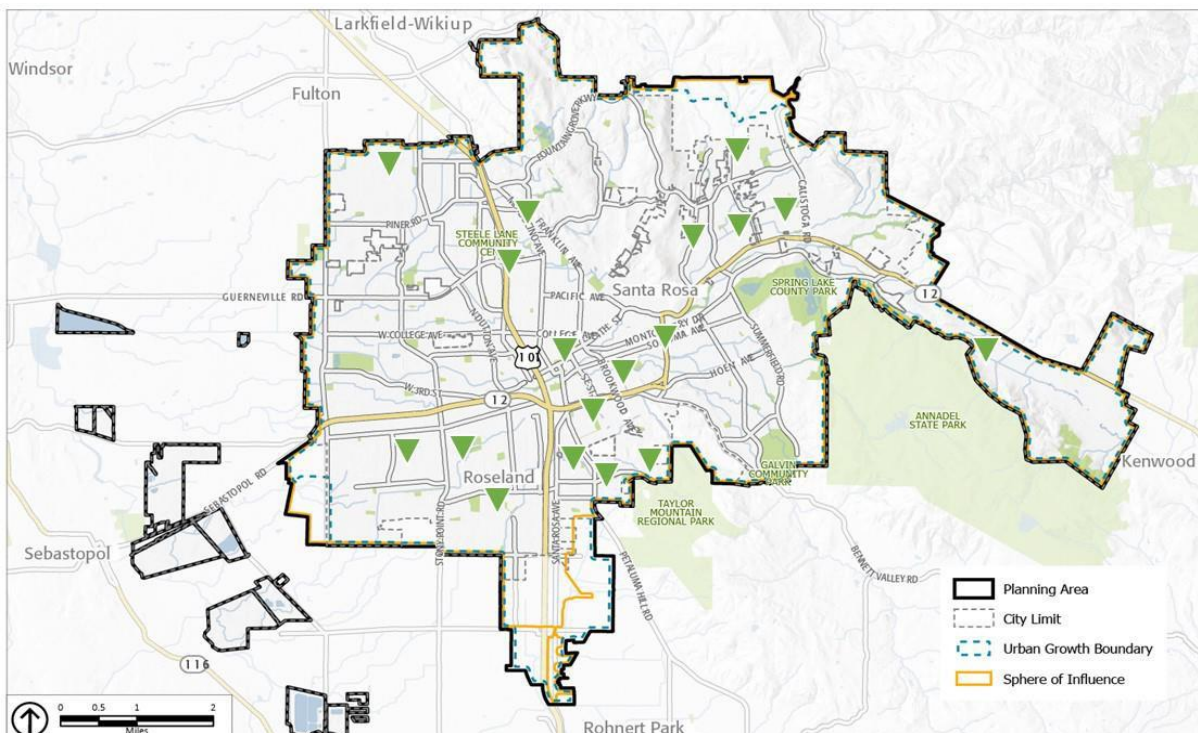 Larkfield-Wikiup
Windsor
Fulton
FOUNTAINGROVE PKWY
CALISTOGA RD
PINER RD
FRANKLIN AVE
STEELE LANE
COMMUNITY
GUERNEVILLE RD
PACIFIC AVE
Santa Rosa
SPRING LAKE
COUNTY PARK
12
W COLLEGE AVE
COLLEGE
SUMMERFIELD RD
HOEN AVE
101
BROOKWOOD AVE
12
ANNADEL
STATE PARK
Roseland
GALVIN
COMMUNITY
PARK
Kenwood
SEBASTOPOL RD
STONY POINT RD
SANTA ROSA AVE
TAYLOR
MOUNTAIN
REGIONAL PARK
Sebastopol
PETALUMA HILL RD
BENNETT VALLEY RD
116
Planning Area
City Limit
Urban Growth Boundary
Sphere of Influence
0 0.5 1 2
Miles
Rohnert Park